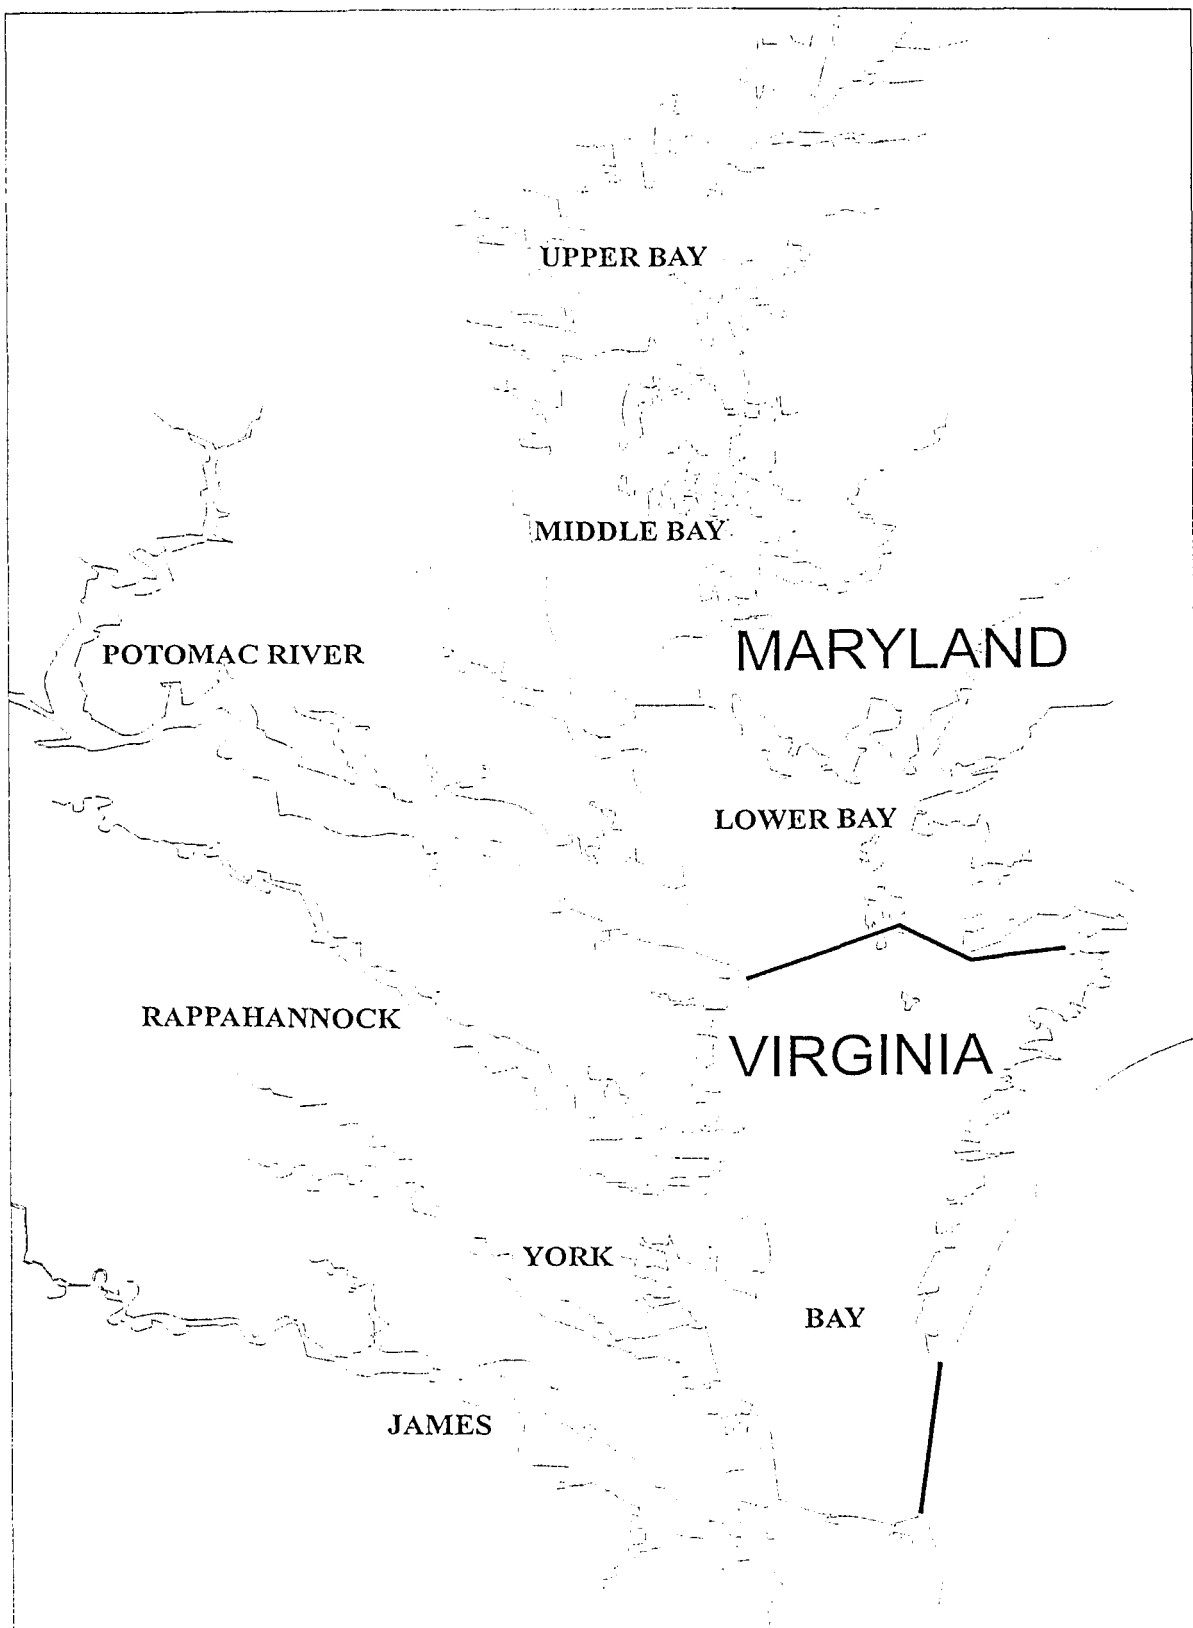 UPPER BAY
MIDDLE BAY
POTOMAC RIVER
MARYLAND
LOWER BAY
RAPPAHANNOCK
VIRGINIA
YORK
BAY
JAMES